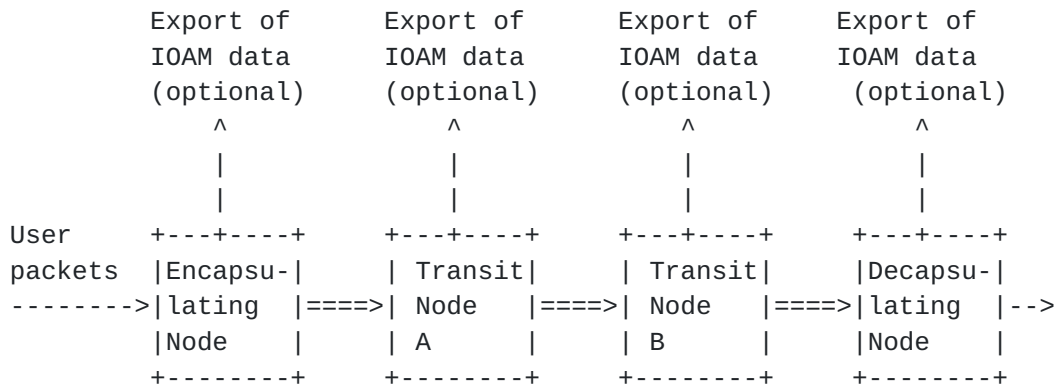 Export of      Export of      Export of     Export of
         IOAM data      IOAM data      IOAM data     IOAM data
         (optional)     (optional)     (optional)     (optional)
             ^              ^              ^              ^
             |              |              |              |
             |              |              |              |
User     +---+----+     +---+----+     +---+----+     +---+----+
packets  |Encapsu-|     | Transit|     | Transit|     |Decapsu-|
-------->|lating  |====>| Node   |====>| Node   |====>|lating  |-->
         |Node    |     | A      |     | B      |     |Node    |
         +--------+     +--------+     +--------+     +--------+